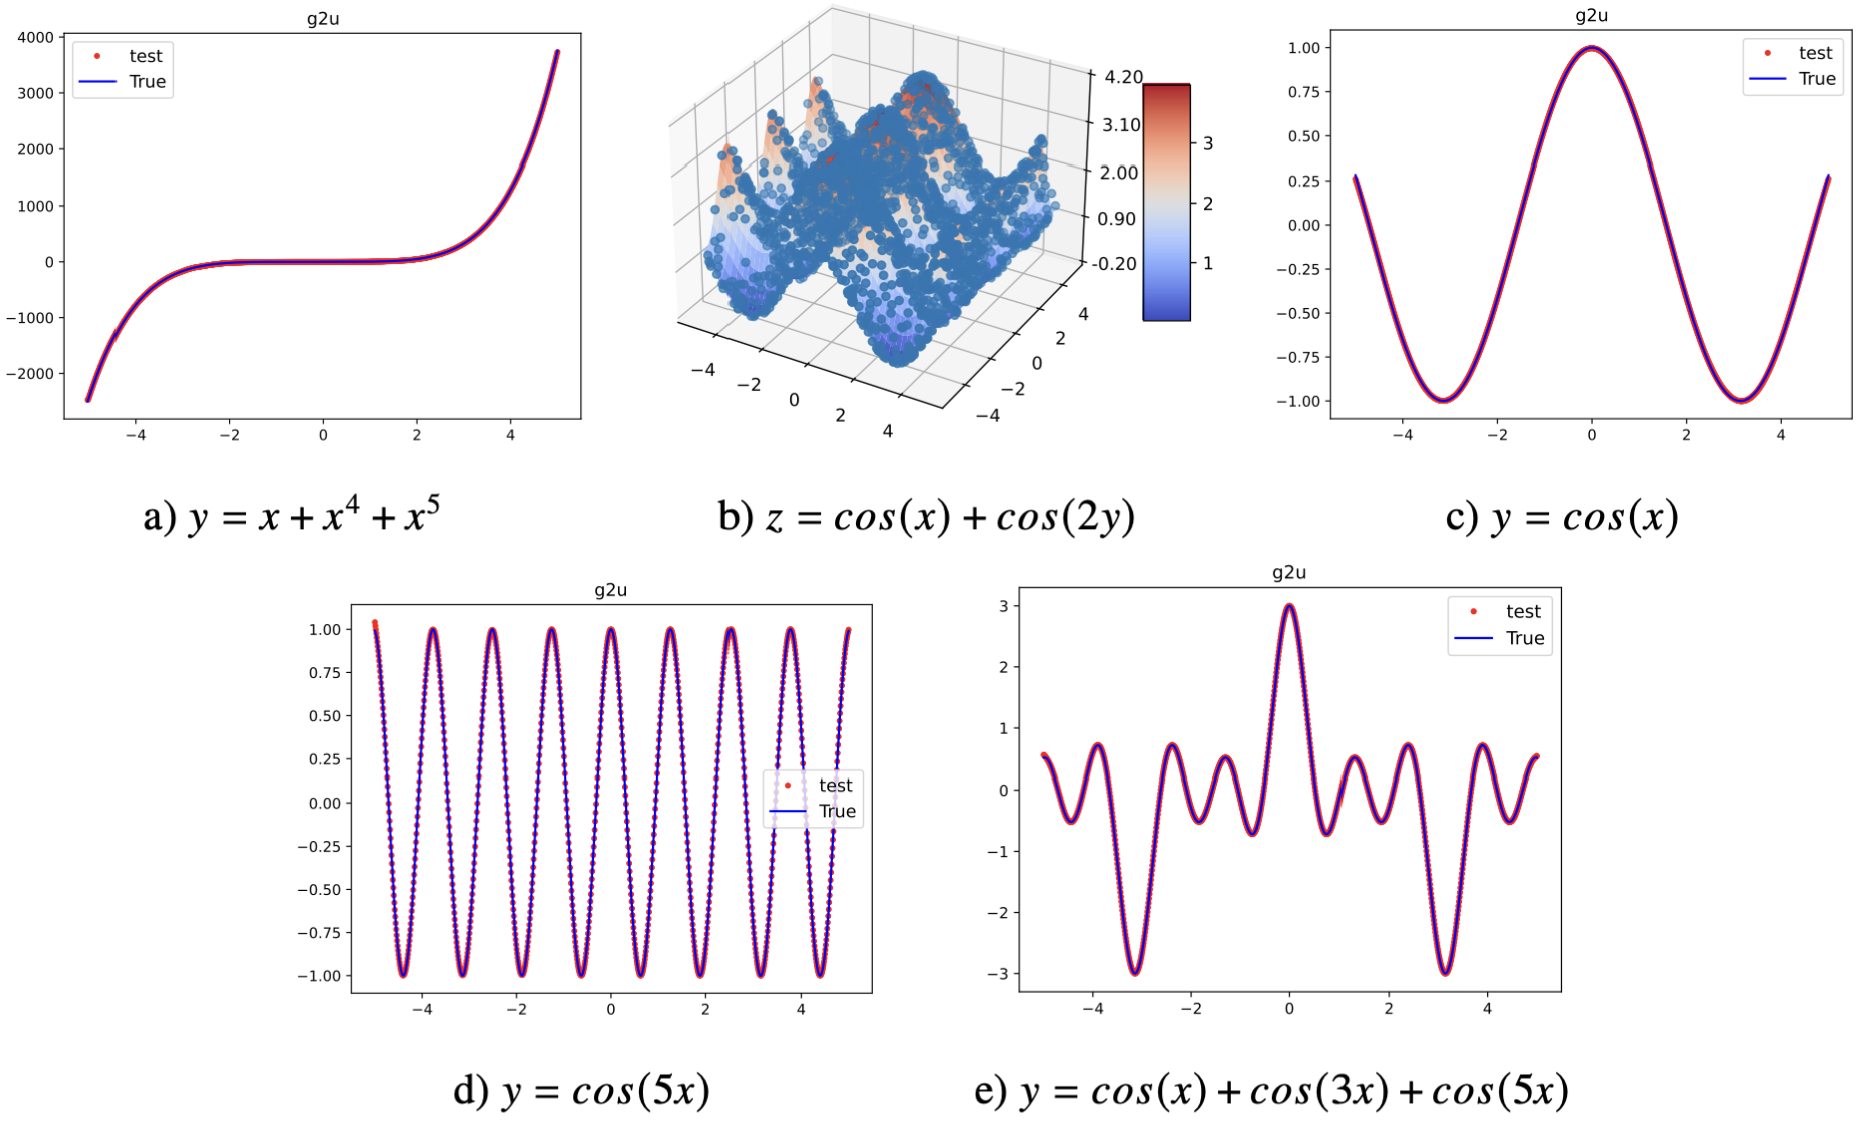 g2u
4000
3000
2000
1000
0
−1000
−2000
−4 −2 0 2 4
test
True
a) y = x + x⁴ + x⁵
4.20
3.10
2.00
0.90
-0.20
3
2
1
−4 −2 0 2 4
−4 −2 0 2 4
b) z = cos(x) + cos(2y)
g2u
1.00
0.75
0.50
0.25
0.00
−0.25
−0.50
−0.75
−1.00
−4 −2 0 2 4
test
True
c) y = cos(x)
g2u
1.00
0.75
0.50
0.25
0.00
−0.25
−0.50
−0.75
−1.00
−4 −2 0 2 4
test
True
d) y = cos(5x)
g2u
3
2
1
0
−1
−2
−3
−4 −2 0 2 4
test
True
e) y = cos(x) + cos(3x) + cos(5x)